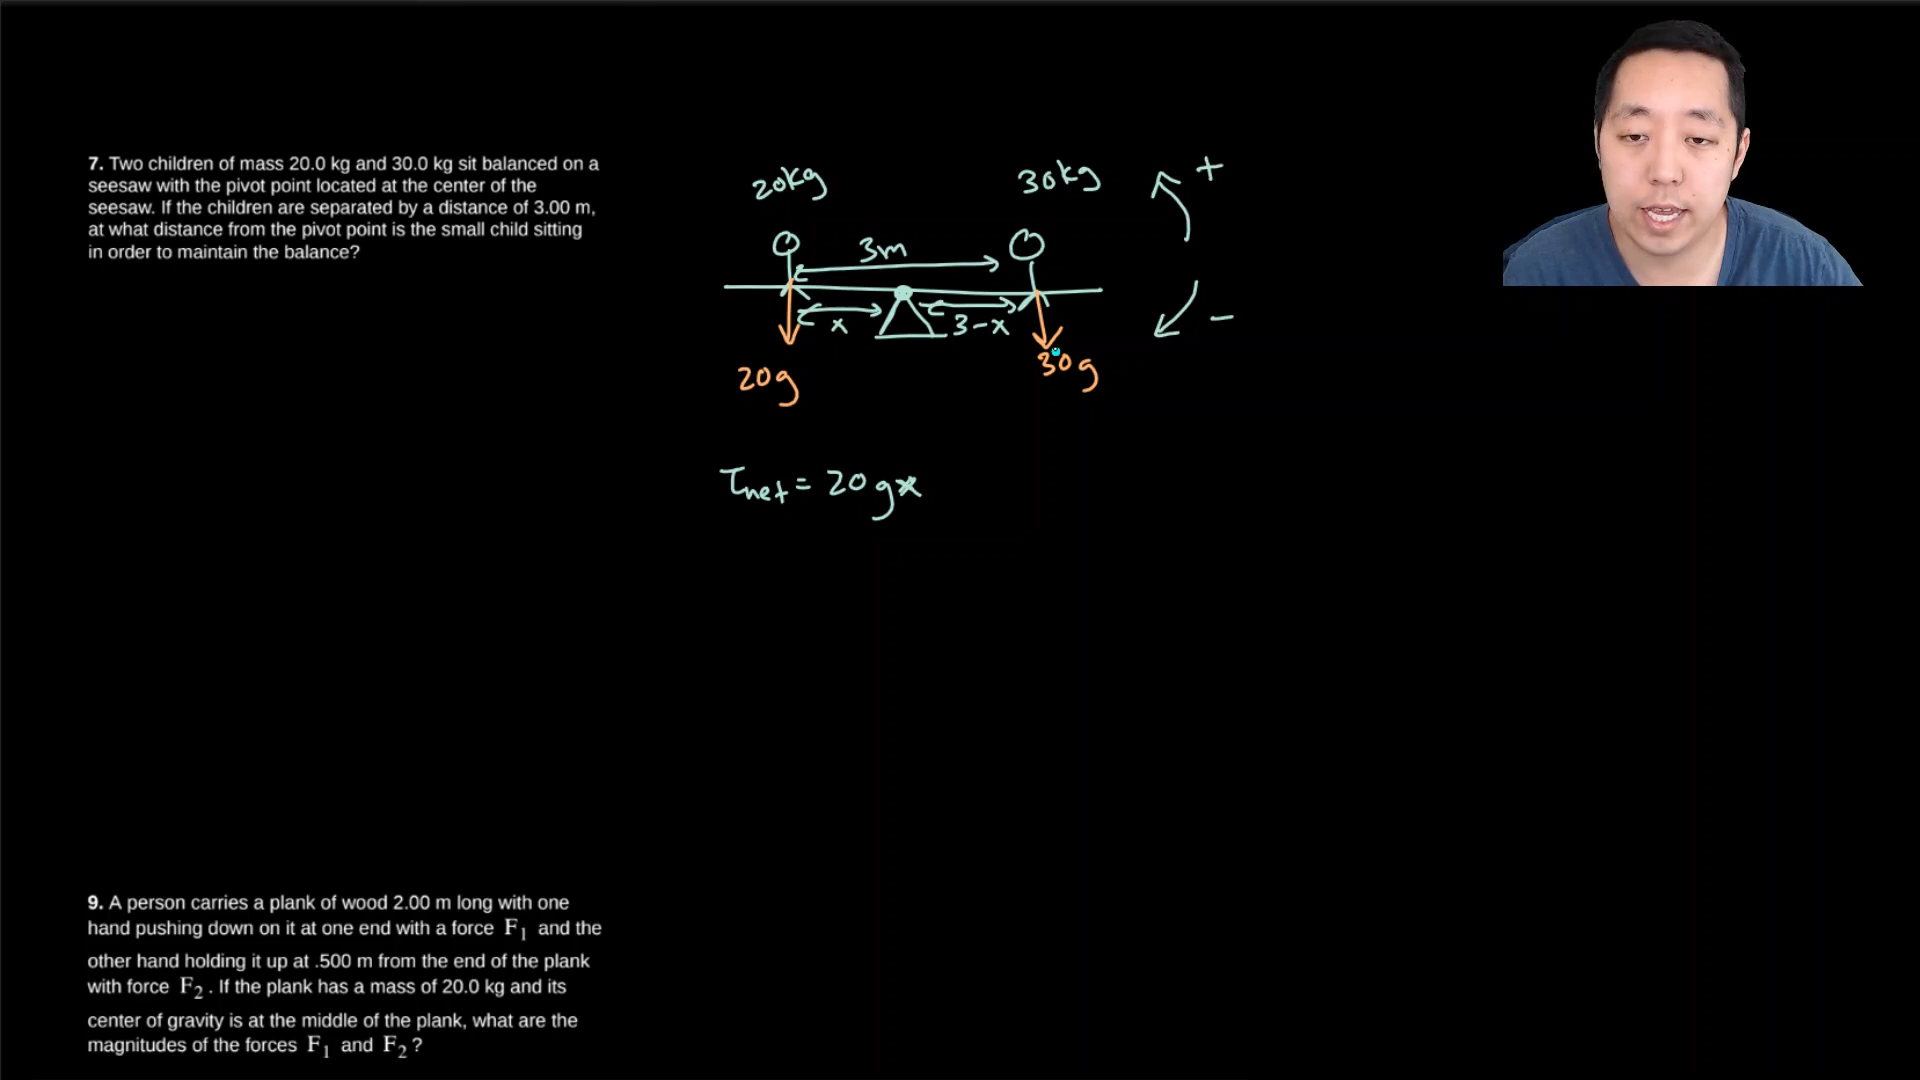 7. Two children of mass 20.0 kg and 30.0 kg sit balanced on a
seesaw with the pivot point located at the center of the
seesaw. If the children are separated by a distance of 3.00 m,
at what distance from the pivot point is the small child sitting
in order to maintain the balance?
20kg
30kg
+
3m
x
3-x
-
20g
30g
τnet = 20gx
9. A person carries a plank of wood 2.00 m long with one
hand pushing down on it at one end with a force F₁ and the
other hand holding it up at .500 m from the end of the plank
with force F₂. If the plank has a mass of 20.0 kg and its
center of gravity is at the middle of the plank, what are the
magnitudes of the forces F₁ and F₂?